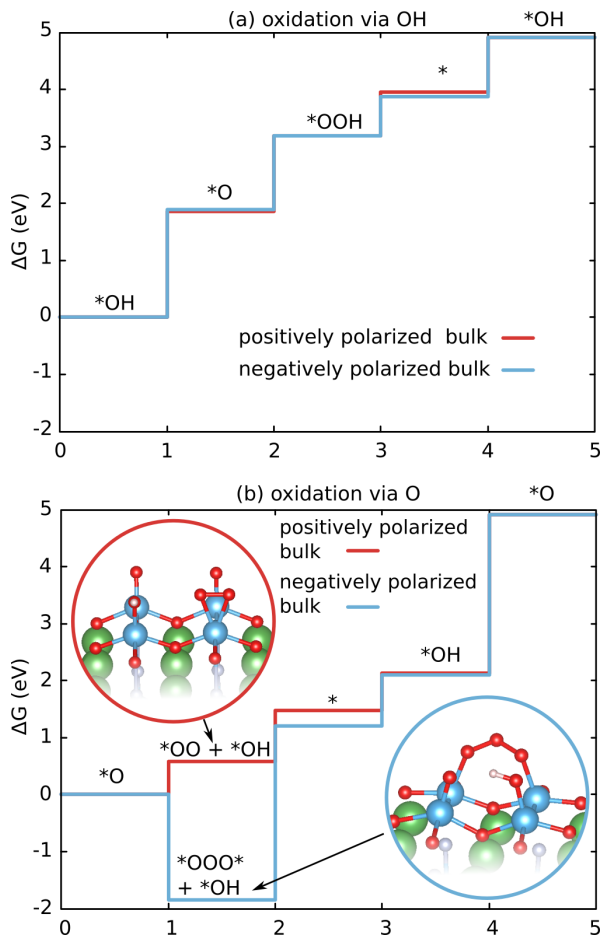 (a) oxidation via OH
*OH
5
4
*
*OOH
3
*O
2
ΔG (eV)
1
*OH
0
positively polarized bulk
-1
negatively polarized bulk
-2
0 1 2 3 4 5
(b) oxidation via O
*O
5
positively polarized
bulk
4
negatively polarized
bulk
3
*OH
2
ΔG (eV)
*
1
*OO + *OH
*O
0
-1
*OOO*
+ *OH
-2
0 1 2 3 4 5